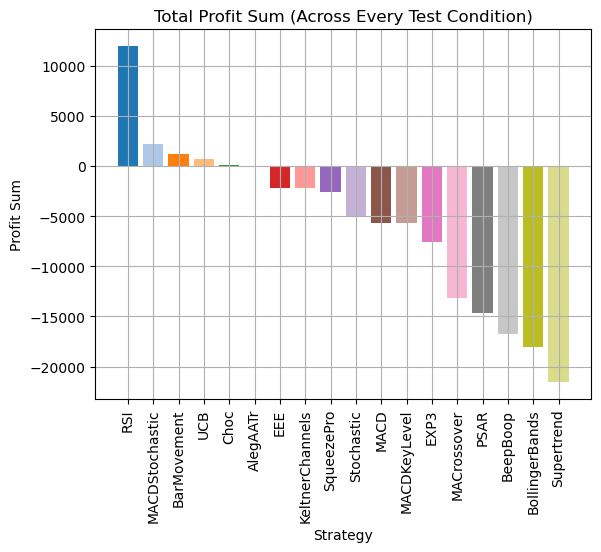 Total Profit Sum (Across Every Test Condition)
10000
5000
0
−5000
−10000
−15000
−20000
Profit Sum
RSI
MACDStochastic
BarMovement
UCB
Choc
AlegAATr
EEE
KeltnerChannels
SqueezePro
Stochastic
MACD
MACDKeyLevel
EXP3
MACrossover
PSAR
BeepBoop
BollingerBands
Supertrend
Strategy